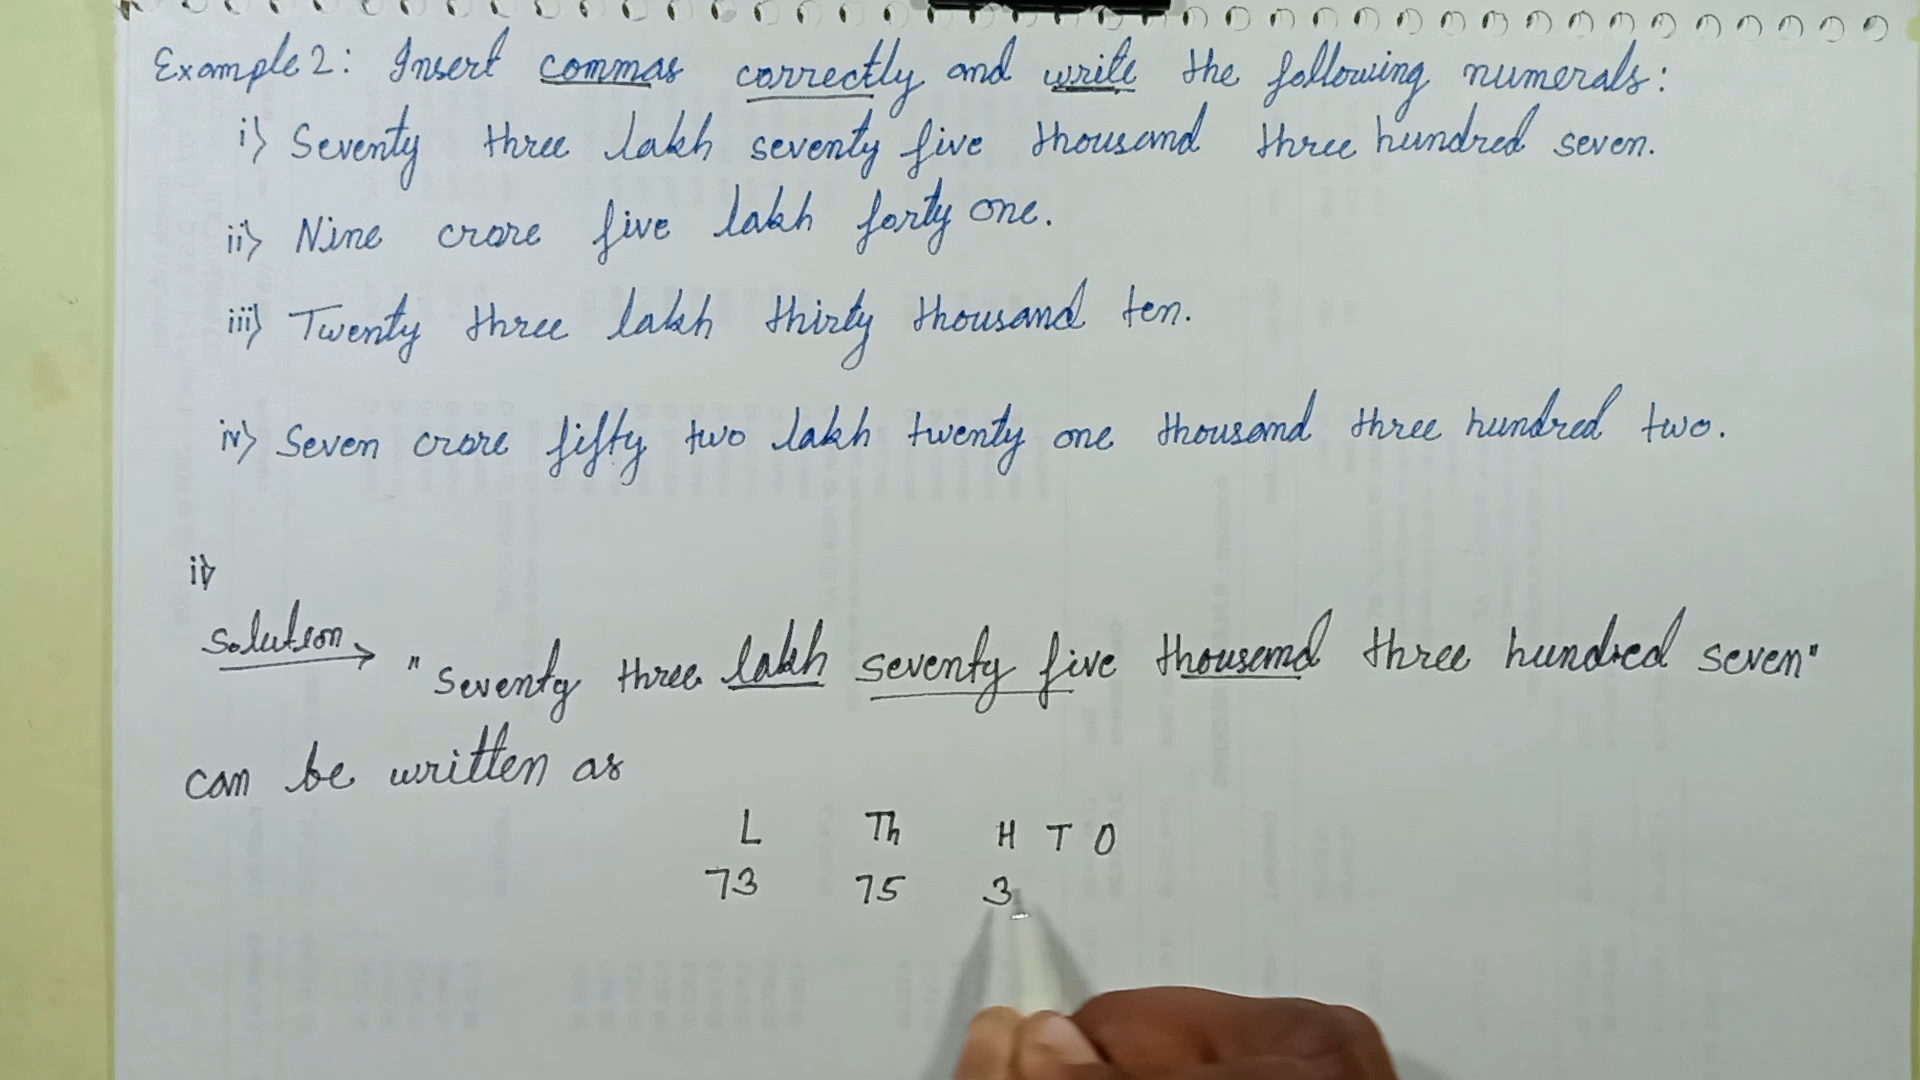 Example 2: Insert commas correctly and write the following numerals:
i) Seventy three lakh seventy five thousand three hundred seven.
ii) Nine crore five lakh forty one.
iii) Twenty three lakh thirty thousand ten.
iv) Seven crore fifty two lakh twenty one thousand three hundred two.
i)
Solution → "Seventy three lakh seventy five thousand three hundred seven"
can be written as
L Th H T O
73 75 3